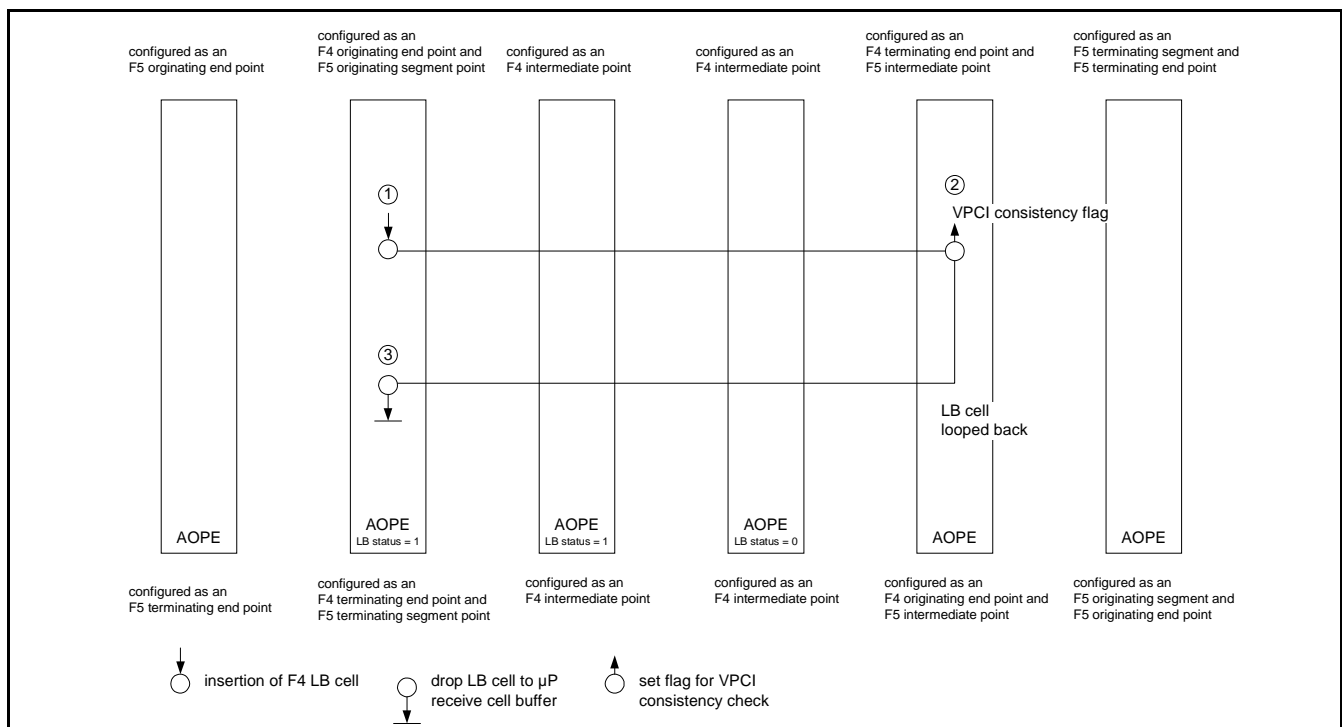 configured as an
F5 orginating end point
configured as an
F4 originating end point and
F5 originating segment point
configured as an
F4 intermediate point
configured as an
F4 intermediate point
configured as an
F4 terminating end point and
F5 intermediate point
configured as an
F5 terminating segment and
F5 terminating end point
1
2
VPCI consistency flag
3
LB cell
looped back
AOPE
AOPE
LB status = 1
AOPE
LB status = 1
AOPE
LB status = 0
AOPE
AOPE
configured as an
F5 terminating end point
configured as an
F4 terminating end point and
F5 terminating segment point
configured as an
F4 intermediate point
configured as an
F4 intermediate point
configured as an
F4 originating end point and
F5 intermediate point
configured as an
F5 originating segment and
F5 originating end point
insertion of F4 LB cell
drop LB cell to µP
receive cell buffer
set flag for VPCI
consistency check